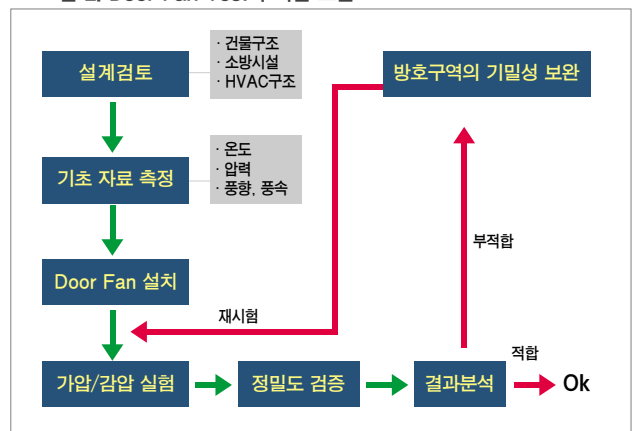 설계검토
· 건물구조
· 소방시설
· HVAC구조
방호구역의 기밀성 보완
기초 자료 측정
· 온도
· 압력
· 풍향, 풍속
부적합
Door Fan 설치
재시험
가압/감압 실험
정밀도 검증
결과분석
적합
Ok